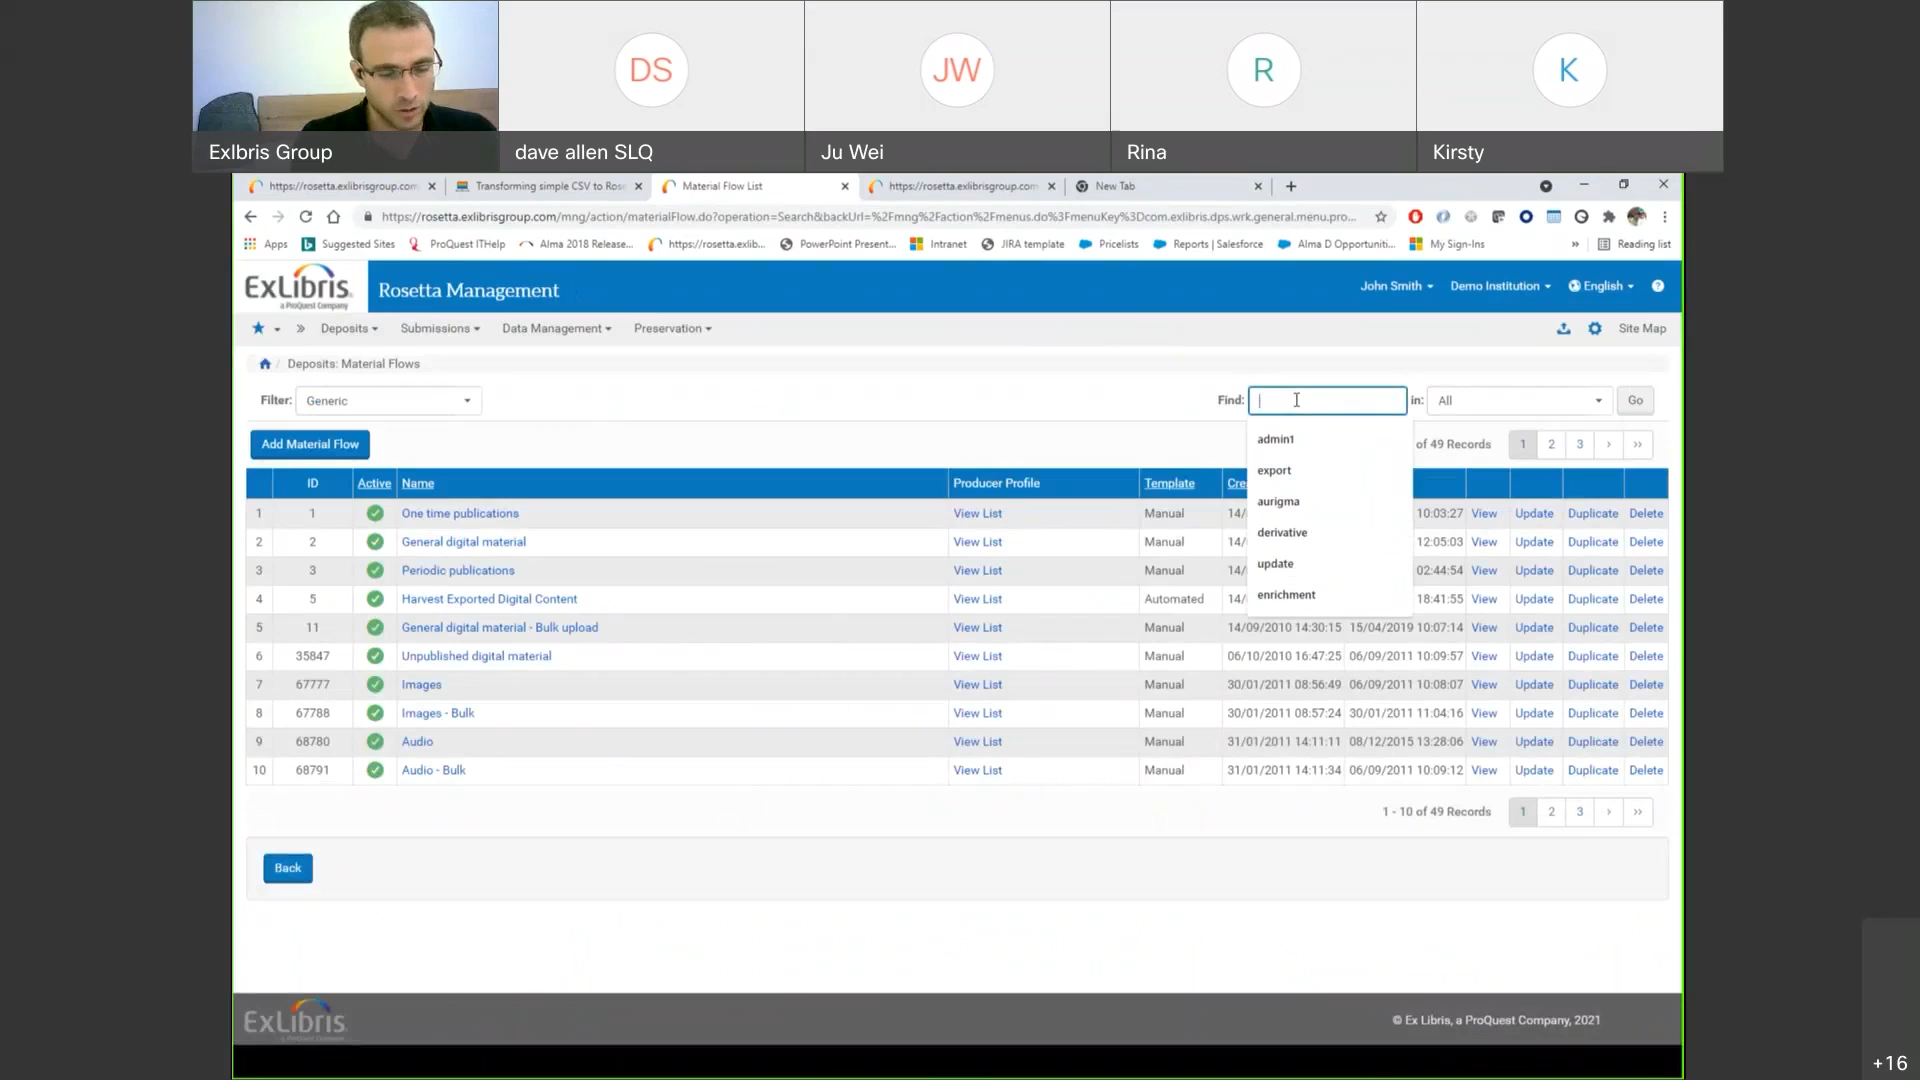 DS
JW
R
K
ExIbris Group
dave allen SLQ
Ju Wei
Rina
Kirsty
https://rosetta.exlibrisgroup.com
Transforming simple CSV to Rose
Material Flow List
https://rosetta.exlibrisgroup.com
New Tab
https://rosetta.exlibrisgroup.com/mng/action/materialFlow.do?operation=Search&backUrl=%2Fmng%2Faction%2Fmenus.do%3FmenuKey%3Dcom.exlibris.dps.wrk.general.menu.pro...
Apps
Suggested Sites
ProQuest ITHelp
Alma 2018 Release...
https://rosetta.exlib...
PowerPoint Present...
Intranet
JIRA template
Pricelists
Reports | Salesforce
Alma D Opportuniti...
My Sign-Ins
»
Reading list
ExLibris
a ProQuest Company
Rosetta Management
John Smith
Demo Institution
English
?
»
Deposits
Submissions
Data Management
Preservation
Site Map
/ Deposits: Material Flows
Filter: Generic
Find: in: All Go
admin1
export
aurigma
derivative
update
enrichment
Add Material Flow
of 49 Records 1 2 3 › »
ID Active Name Producer Profile Template Cre
1 1 One time publications View List Manual 14/ 10:03:27 View Update Duplicate Delete
2 2 General digital material View List Manual 14/ 12:05:03 View Update Duplicate Delete
3 3 Periodic publications View List Manual 14/ 02:44:54 View Update Duplicate Delete
4 5 Harvest Exported Digital Content View List Automated 14/ 18:41:55 View Update Duplicate Delete
5 11 General digital material - Bulk upload View List Manual 14/09/2010 14:30:15 15/04/2019 10:07:14 View Update Duplicate Delete
6 35847 Unpublished digital material View List Manual 06/10/2010 16:47:25 06/09/2011 10:09:57 View Update Duplicate Delete
7 67777 Images View List Manual 30/01/2011 08:56:49 06/09/2011 10:08:07 View Update Duplicate Delete
8 67788 Images - Bulk View List Manual 30/01/2011 08:57:24 30/01/2011 11:04:16 View Update Duplicate Delete
9 68780 Audio View List Manual 31/01/2011 14:11:11 08/12/2015 13:28:06 View Update Duplicate Delete
10 68791 Audio - Bulk View List Manual 31/01/2011 14:11:34 06/09/2011 10:09:12 View Update Duplicate Delete
1 - 10 of 49 Records 1 2 3 › »
Back
ExLibris
© Ex Libris, a ProQuest Company, 2021
+16